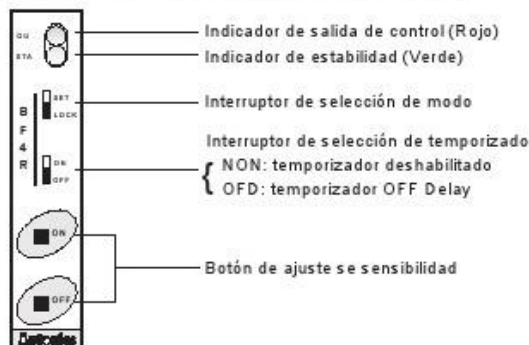 OU
STA
Indicador de salida de control (Rojo)
Indicador de estabilidad (Verde)
SET
LOCK
Interruptor de selección de modo
BF4R
Interruptor de selección de temporizado
ON
OFF
NON: temporizador deshabilitado
OFD: temporizador OFF Delay
ON
Botón de ajuste se sensibilidad
OFF
Autonics